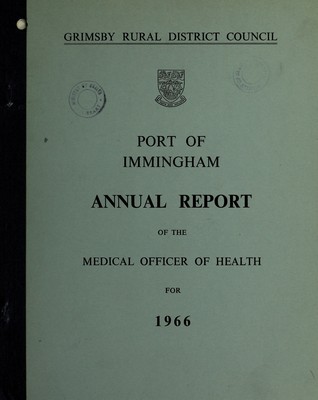 GRIMSBY RURAL DISTRICT COUNCIL
PORT OF
IMMINGHAM
ANNUAL REPORT
OF THE
MEDICAL OFFICER OF HEALTH
FOR
1966